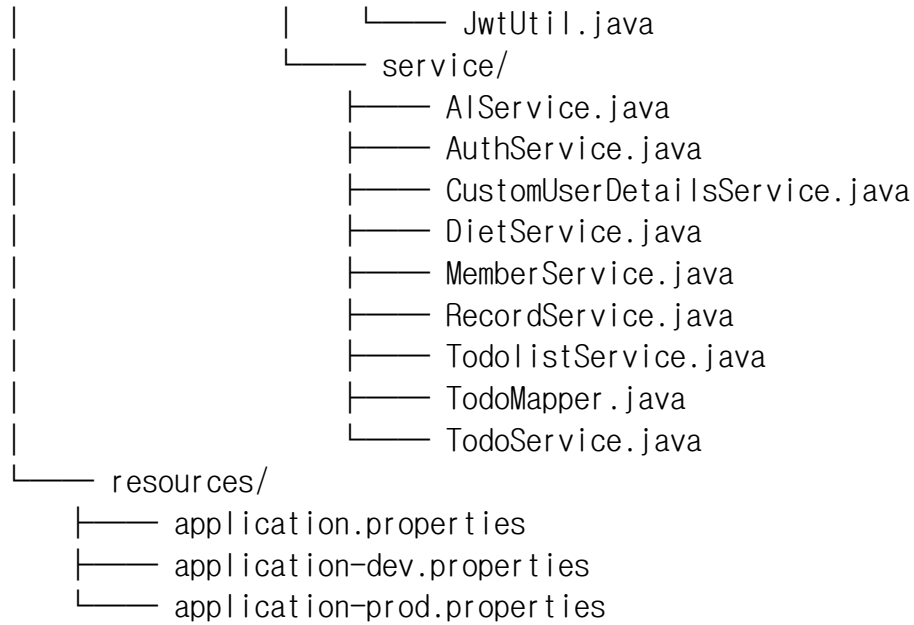 │                   │    └──── JwtUtil.java
│                   └──── service/
│                        ├──── AIService.java
│                        ├──── AuthService.java
│                        ├──── CustomUserDetailsService.java
│                        ├──── DietService.java
│                        ├──── MemberService.java
│                        ├──── RecordService.java
│                        ├──── TodolistService.java
│                        ├──── TodoMapper.java
│                        └──── TodoService.java
└──── resources/
     ├──── application.properties
     ├──── application-dev.properties
     └──── application-prod.properties